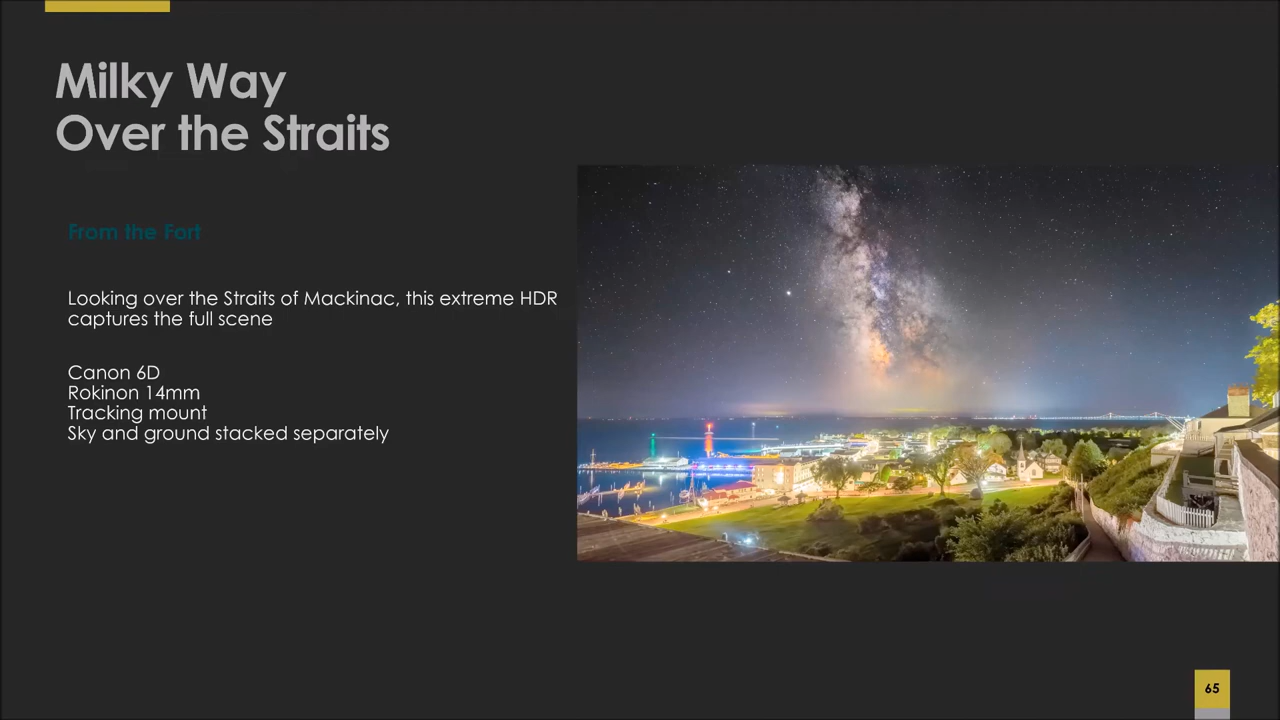 Milky Way
Over the Straits
From the Fort
Looking over the Straits of Mackinac, this extreme HDR
captures the full scene
Canon 6D
Rokinon 14mm
Tracking mount
Sky and ground stacked separately
65